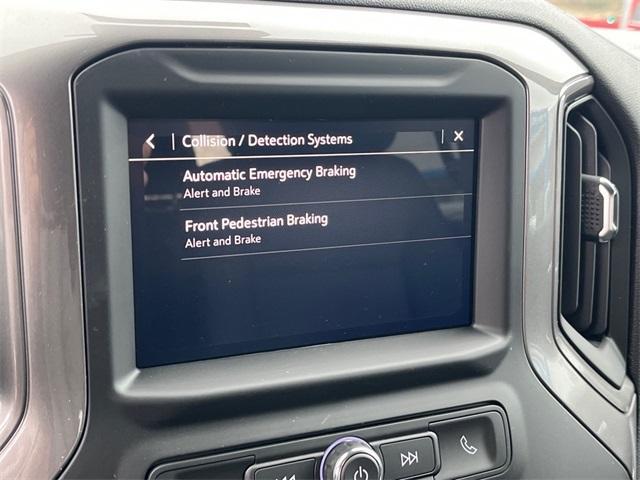 Collision / Detection Systems
Automatic Emergency Braking
Alert and Brake
Front Pedestrian Braking
Alert and Brake